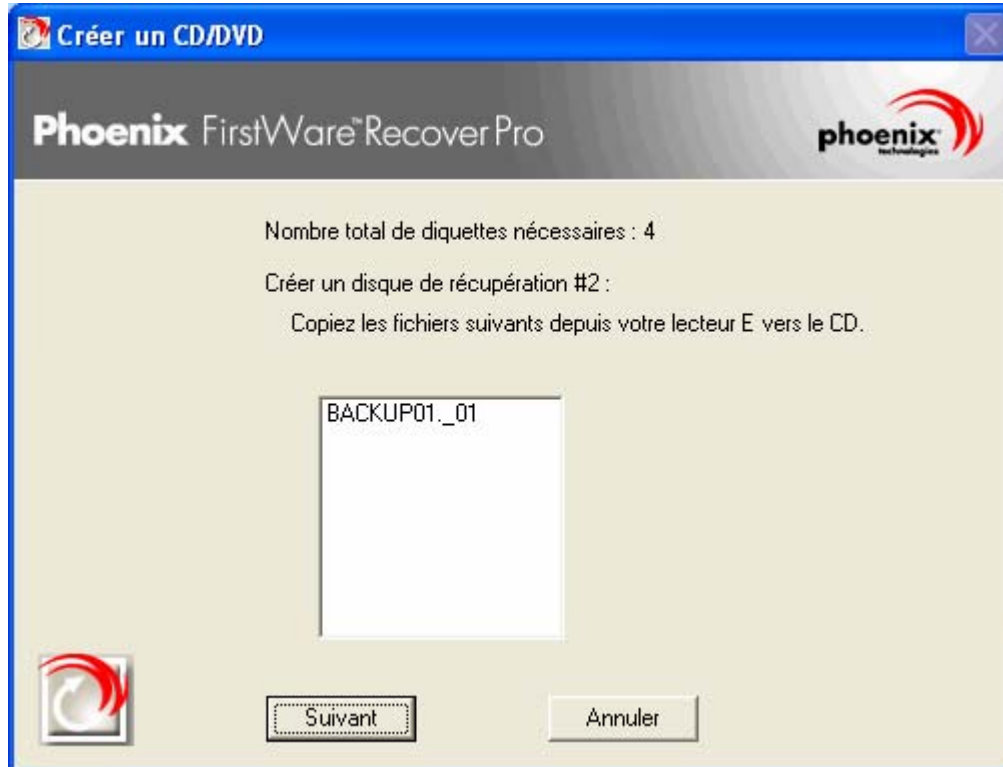 Créer un CD/DVD
Phoenix FirstWare™ Recover Pro
phoenix
technologies
Nombre total de diquettes nécessaires : 4
Créer un disque de récupération #2 :
Copiez les fichiers suivants depuis votre lecteur E vers le CD.
BACKUP01._01
Suivant
Annuler